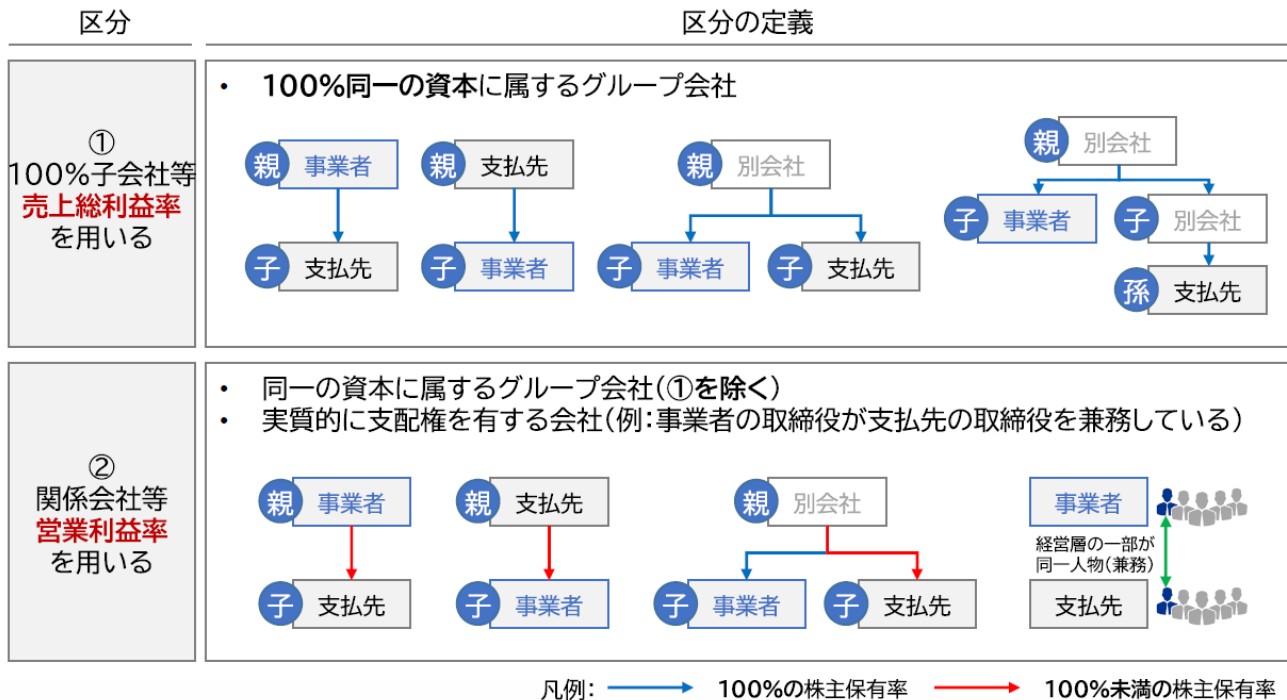 区分
区分の定義
①
100%子会社等
売上総利益率
を用いる
• 100%同一の資本に属するグループ会社
親 事業者
子 支払先
親 支払先
子 事業者
親 別会社
子 事業者
子 支払先
親 別会社
子 事業者
子 別会社
孫 支払先
②
関係会社等
営業利益率
を用いる
• 同一の資本に属するグループ会社(①を除く)
• 実質的に支配権を有する会社(例:事業者の取締役が支払先の取締役を兼務している)
親 事業者
子 支払先
親 支払先
子 事業者
親 別会社
子 事業者
子 支払先
事業者
経営層の一部が
同一人物(兼務)
支払先
凡例: 100%の株主保有率 100%未満の株主保有率